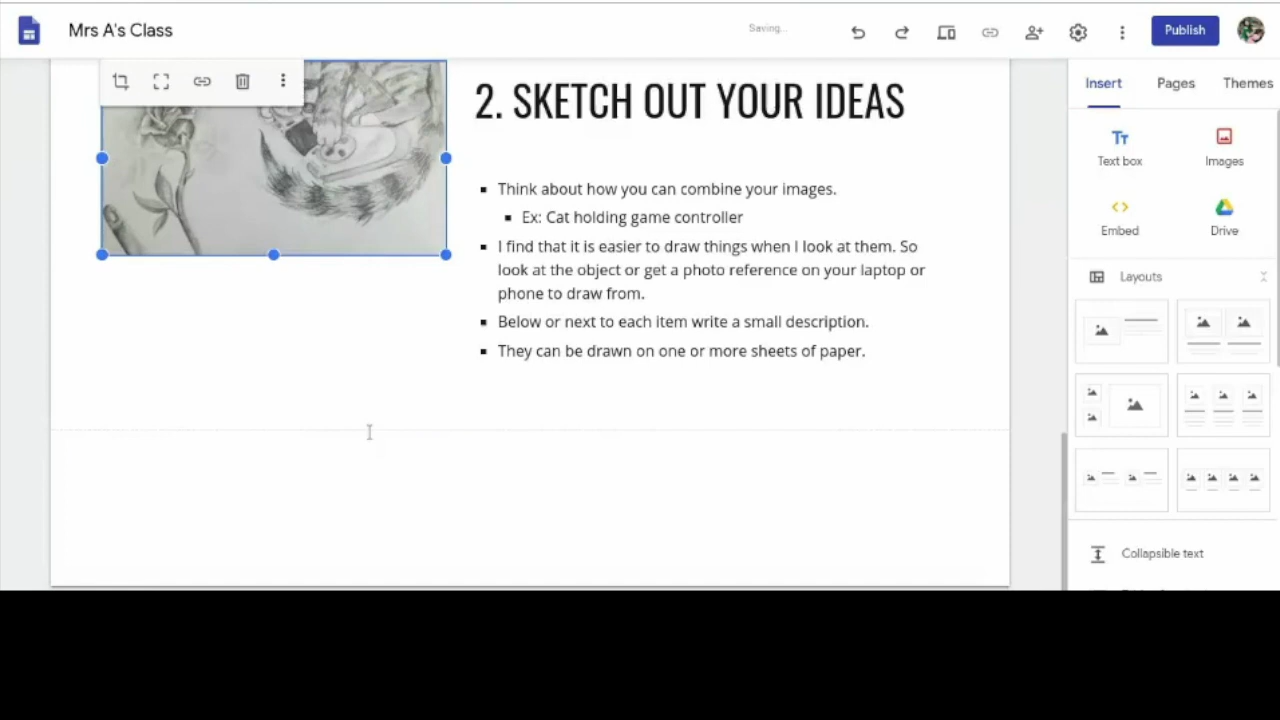 Mrs A's Class
Saving...
Publish
Insert
Pages
Themes
2. SKETCH OUT YOUR IDEAS
Text box
Images
Think about how you can combine your images.
Ex: Cat holding game controller
Embed
Drive
I find that it is easier to draw things when I look at them. So
look at the object or get a photo reference on your laptop or
phone to draw from.
Layouts
Below or next to each item write a small description.
They can be drawn on one or more sheets of paper.
Collapsible text